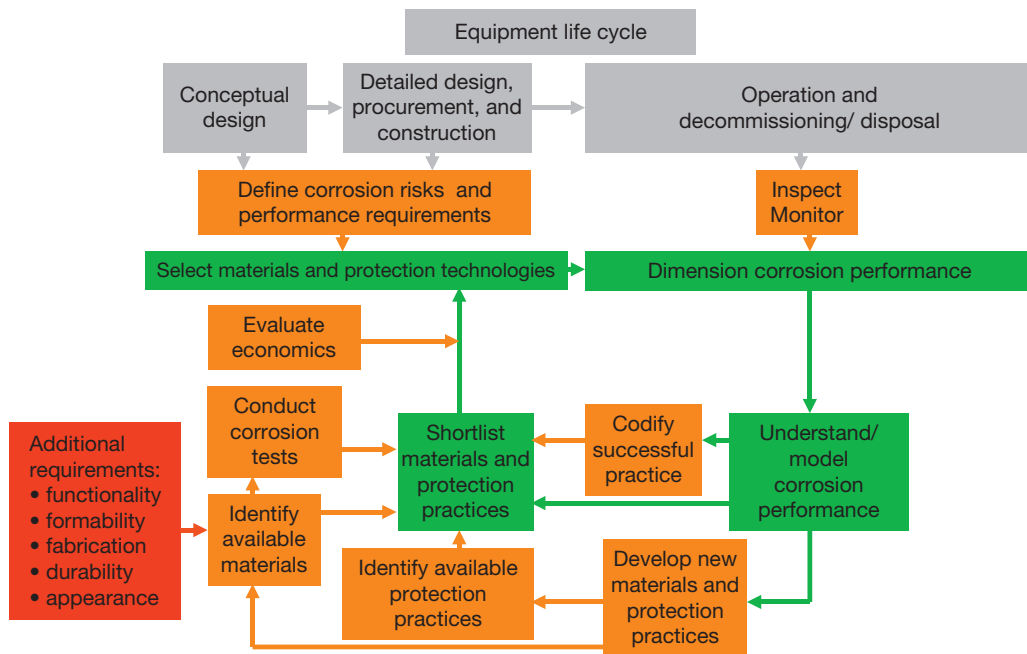 Equipment life cycle
Conceptual
design
Detailed design,
procurement, and
construction
Operation and
decommissioning/ disposal
Define corrosion risks and
performance requirements
Inspect
Monitor
Select materials and protection technologies
Dimension corrosion performance
Evaluate
economics
Conduct
corrosion
tests
Shortlist
materials and
protection
practices
Codify
successful
practice
Understand/
model
corrosion
performance
Additional
requirements:
• functionality
• formability
• fabrication
• durability
• appearance
Identify
available
materials
Identify available
protection
practices
Develop new
materials and
protection
practices